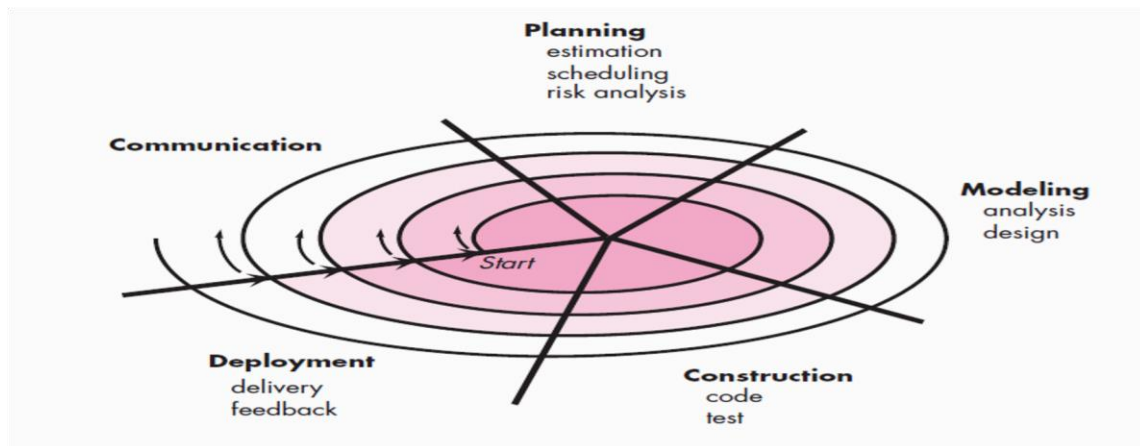 Planning
estimation
scheduling
risk analysis
Communication
Modeling
analysis
design
Start
Deployment
delivery
feedback
Construction
code
test